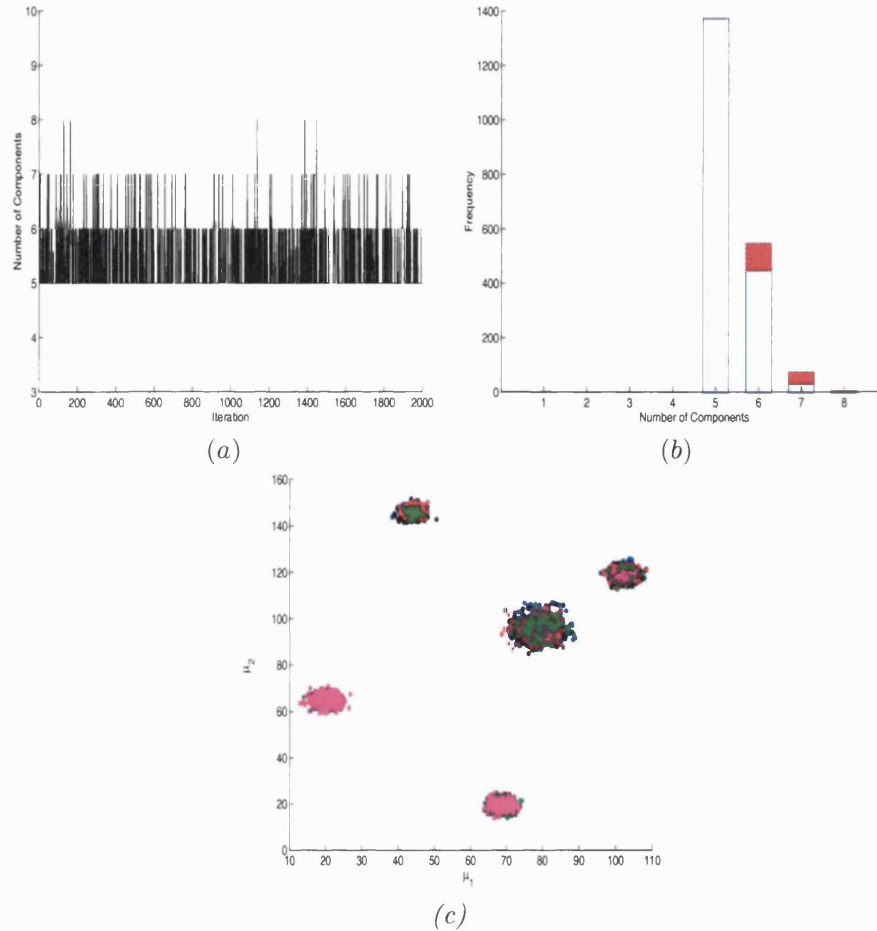 10
9
8
7
6
5
4
3
Number of Components
0 200 400 600 800 1000 1200 1400 1600 1800 2000
Iteration
(a)
1400
1200
1000
800
600
400
200
0
Frequency
1 2 3 4 5 6 7 8
Number of Components
(b)
160
140
120
100
80
60
40
20
0
μ2
10 20 30 40 50 60 70 80 90 100 110
μ1
(c)